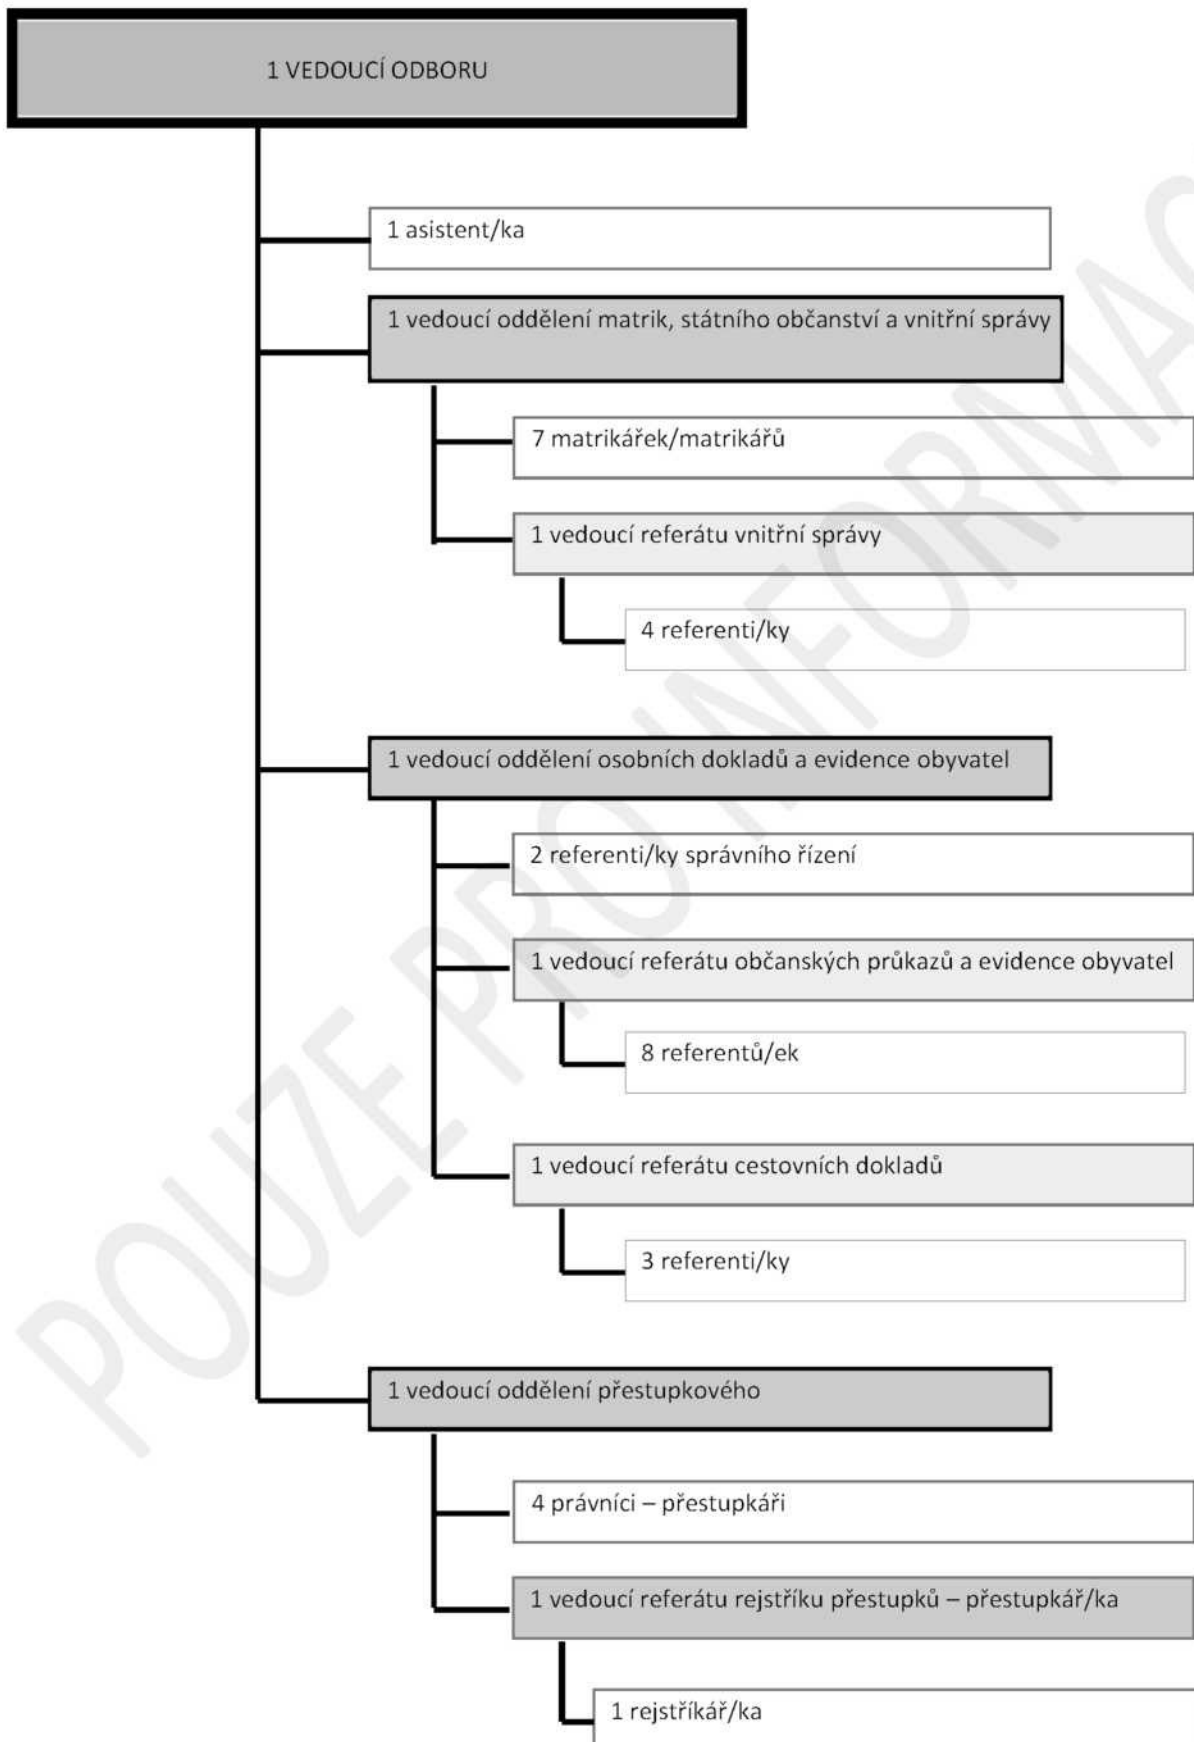 1 VEDOUCÍ ODBORU
1 asistent/ka
1 vedoucí oddělení matrik, státního občanství a vnitřní správy
7 matrikářek/matrikářů
1 vedoucí referátu vnitřní správy
4 referenti/ky
1 vedoucí oddělení osobních dokladů a evidence obyvatel
2 referenti/ky správního řízení
1 vedoucí referátu občanských průkazů a evidence obyvatel
8 referentů/ek
1 vedoucí referátu cestovních dokladů
3 referenti/ky
1 vedoucí oddělení přestupkového
4 právníci – přestupkáři
1 vedoucí referátu rejstříku přestupků – přestupkář/ka
1 rejstříkář/ka
POUZE PRO INFORMAC